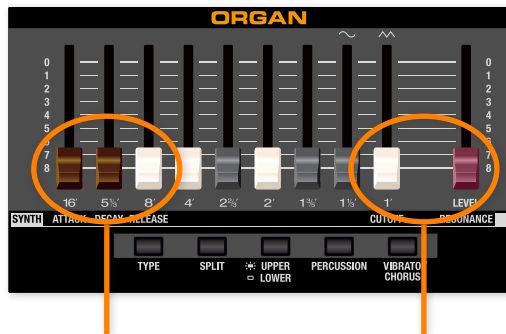 ORGAN
0 0
1 1
2 2
3 3
4 4
5 5
6 6
7 7
8 8
16' 5⅓' 8' 4' 2⅔' 2' 1⅗' 1⅓' 1' LEVEL
SYNTH ATTACK DECAY RELEASE CUTOFF RESONANCE
TYPE SPLIT UPPER PERCUSSION VIBRATO
LOWER CHORUS